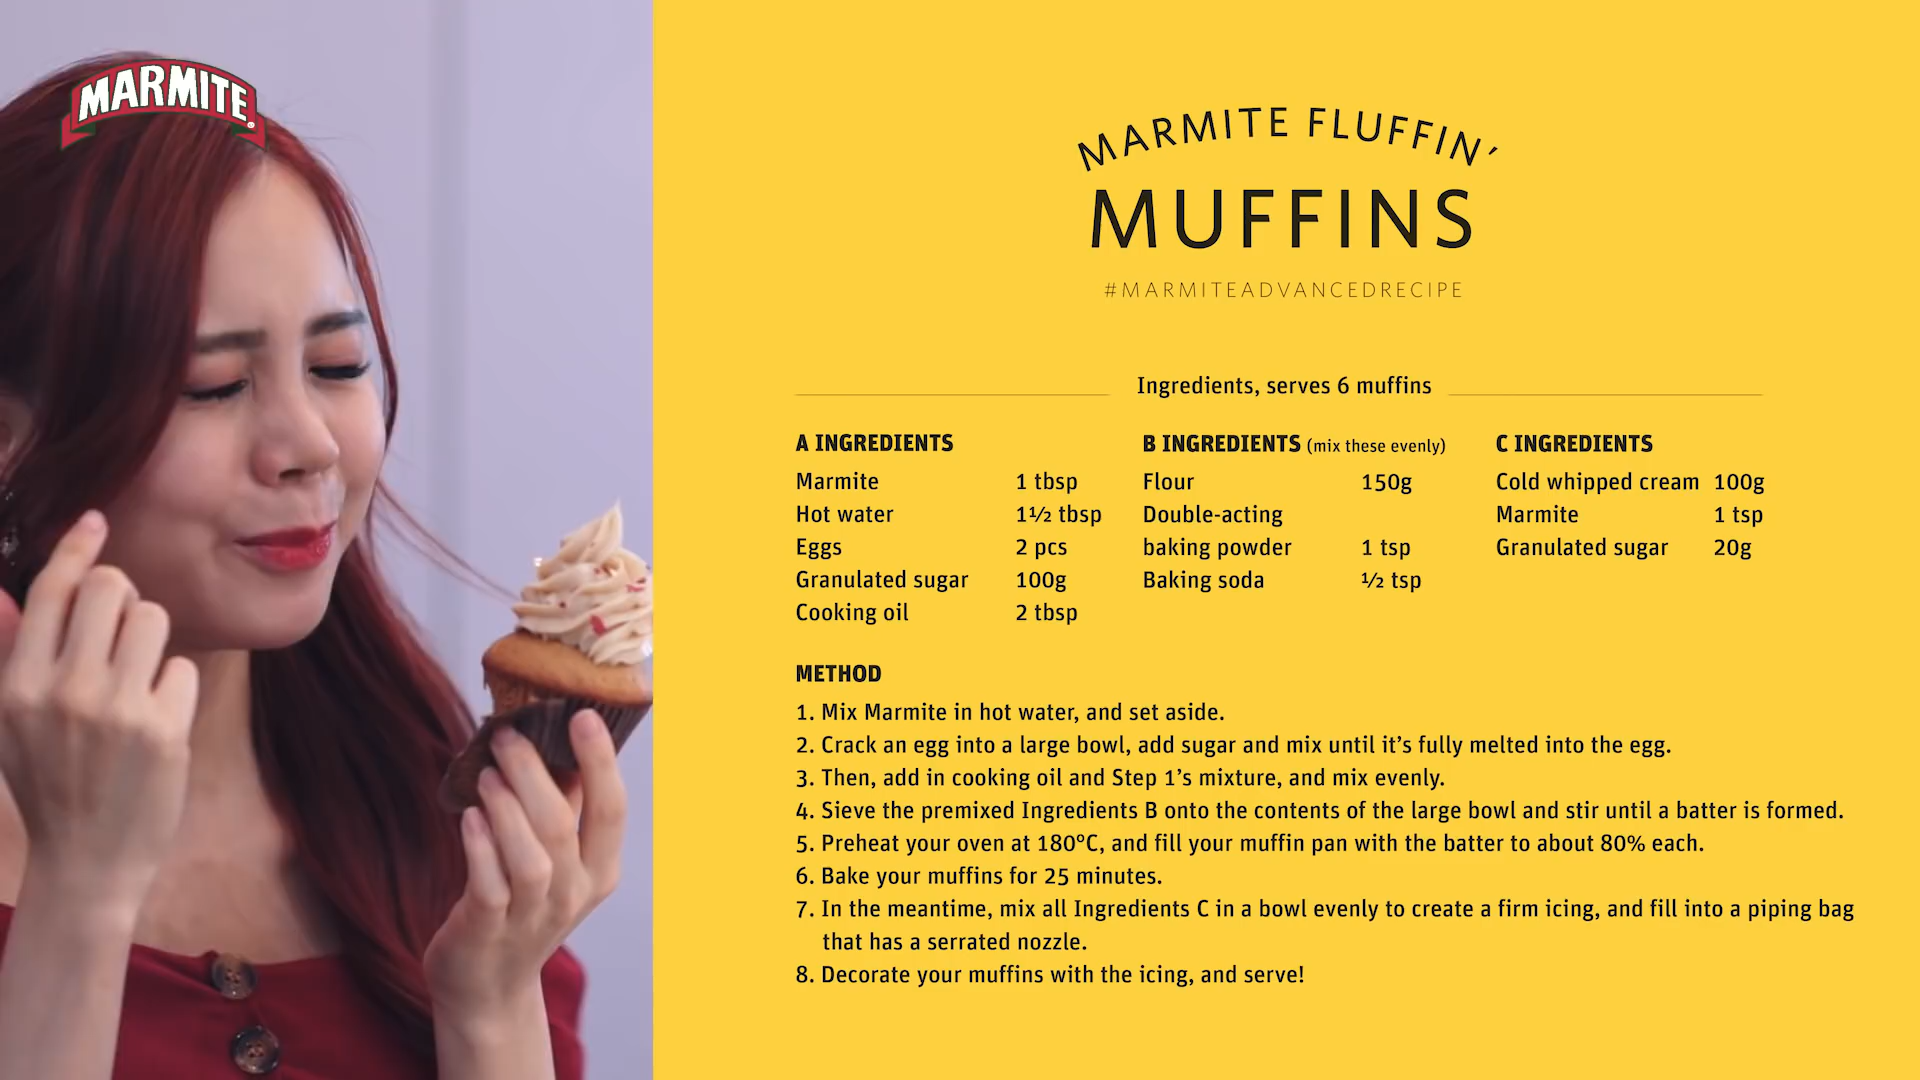 MARMITE®
MARMITE FLUFFIN’
MUFFINS
#MARMITEADVANCEDRECIPE
Ingredients, serves 6 muffins
A INGREDIENTS
Marmite 1 tbsp
Hot water 1½ tbsp
Eggs 2 pcs
Granulated sugar 100g
Cooking oil 2 tbsp
B INGREDIENTS (mix these evenly)
Flour 150g
Double-acting
baking powder 1 tsp
Baking soda ½ tsp
C INGREDIENTS
Cold whipped cream 100g
Marmite 1 tsp
Granulated sugar 20g
METHOD
1. Mix Marmite in hot water, and set aside.
2. Crack an egg into a large bowl, add sugar and mix until it’s fully melted into the egg.
3. Then, add in cooking oil and Step 1’s mixture, and mix evenly.
4. Sieve the premixed Ingredients B onto the contents of the large bowl and stir until a batter is formed.
5. Preheat your oven at 180°C, and fill your muffin pan with the batter to about 80% each.
6. Bake your muffins for 25 minutes.
7. In the meantime, mix all Ingredients C in a bowl evenly to create a firm icing, and fill into a piping bag
that has a serrated nozzle.
8. Decorate your muffins with the icing, and serve!